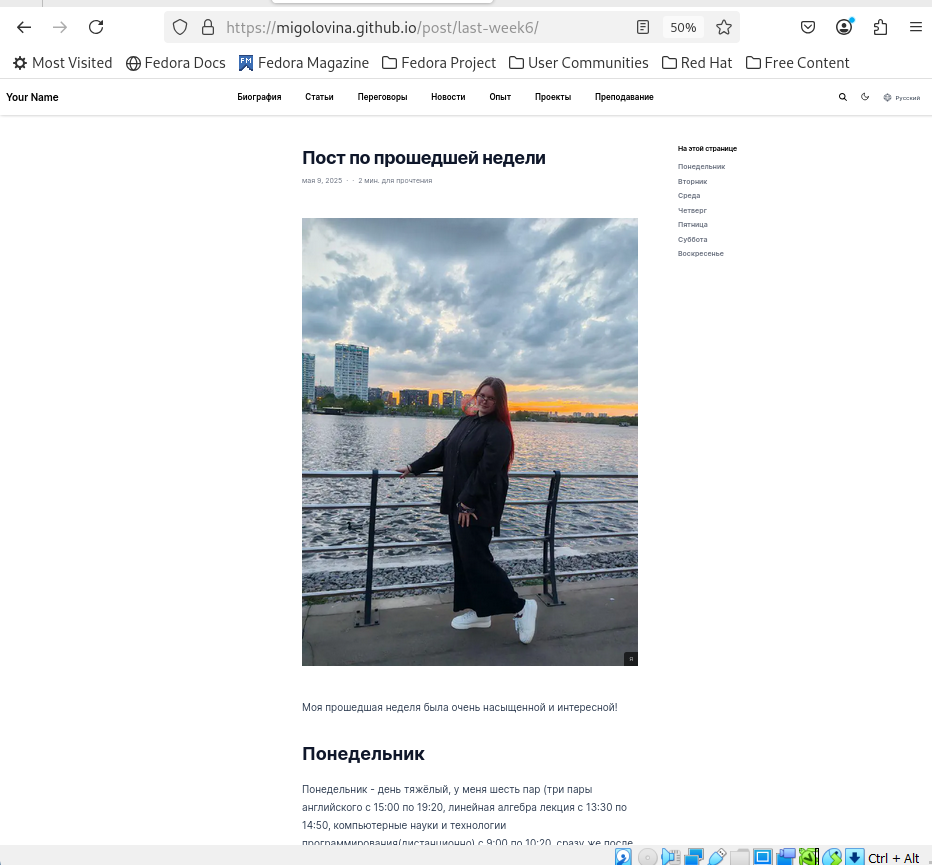 https://migolovina.github.io/post/last-week6/
50%
Most Visited
Fedora Docs
Fedora Magazine
Fedora Project
User Communities
Red Hat
Free Content
Your Name
Биография
Статьи
Переговоры
Новости
Опыт
Проекты
Преподавание
Русский
Пост по прошедшей недели
мая 9, 2025 · · 2 мин. для прочтения
На этой странице
Понедельник
Вторник
Среда
Четверг
Пятница
Суббота
Воскресенье
Я
Моя прошедшая неделя была очень насыщенной и интересной!
Понедельник
Понедельник - день тяжёлый, у меня шесть пар (три пары
английского с 15:00 по 19:20, линейная алгебра лекция с 13:30 по
14:50, компьютерные науки и технологии
программирования(дистанционно) с 9:00 по 10:20, сразу же после
Ctrl + Alt